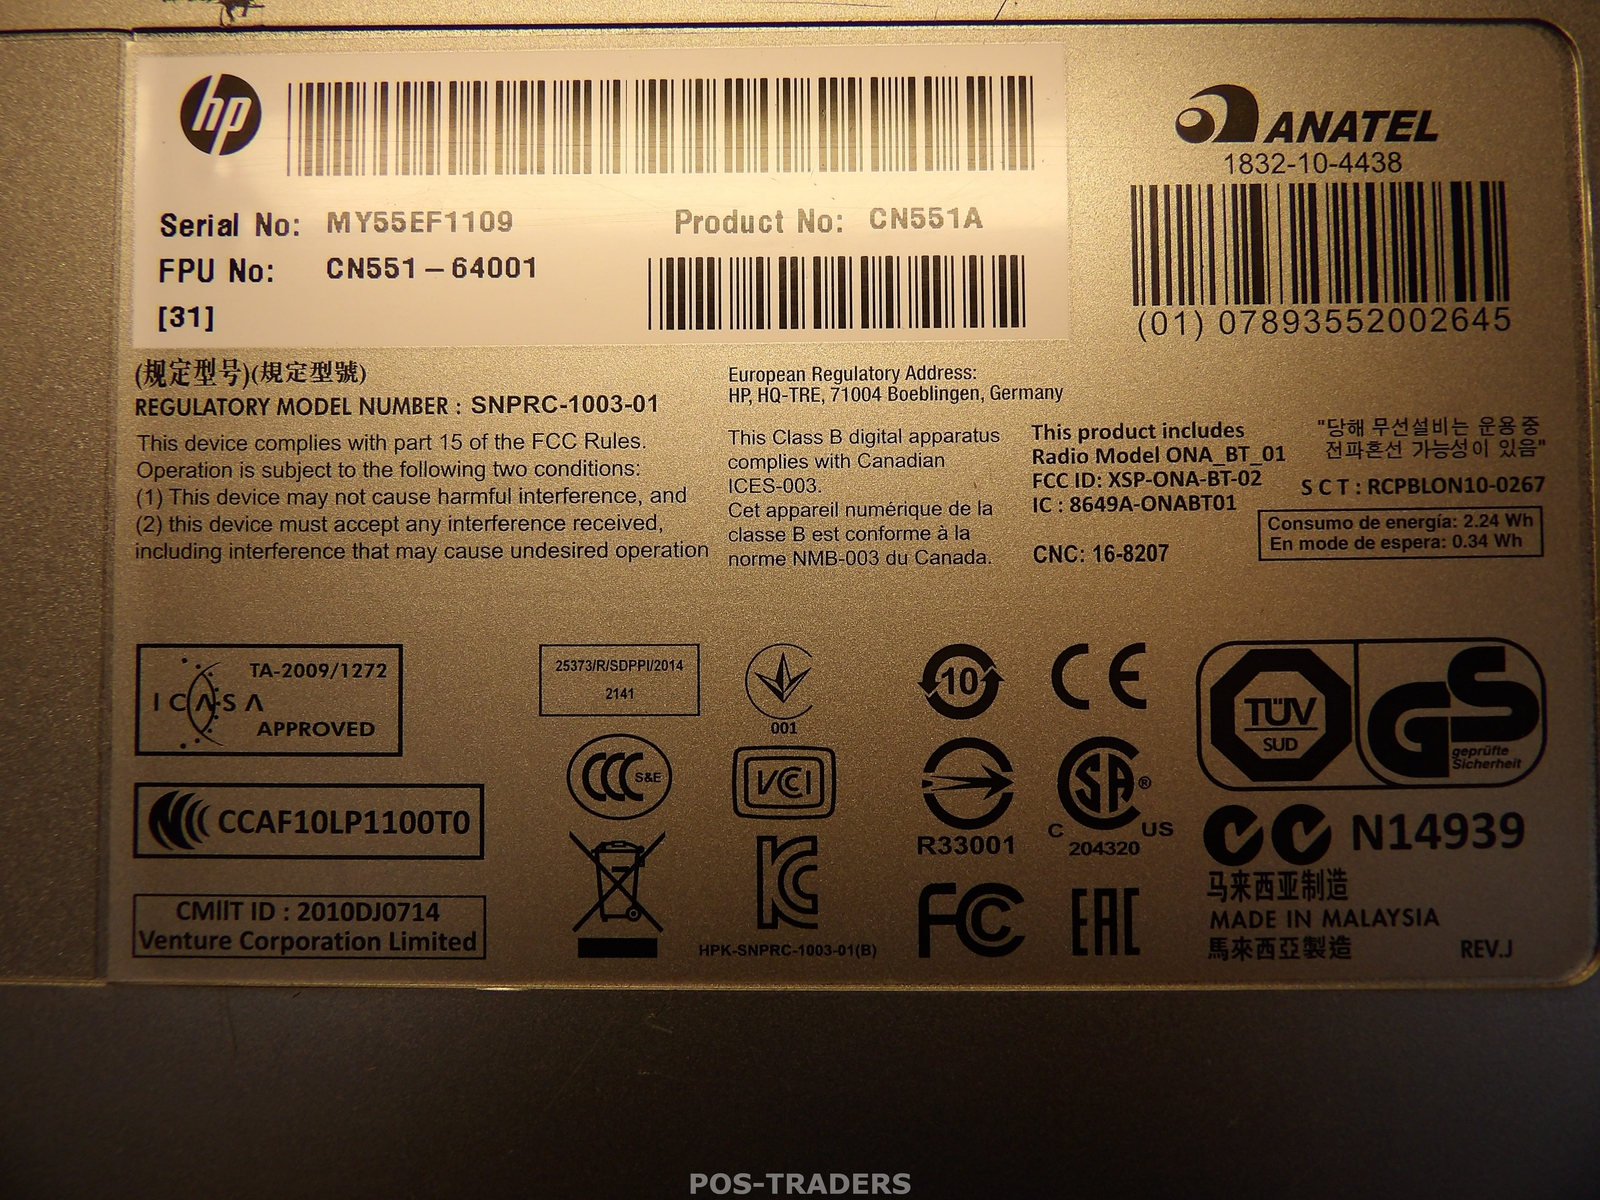 hp
Serial No: MY55EF1109
Product No: CN551A
FPU No: CN551-64001
[31]
ANATEL
1832-10-4438
(01) 07893552002645
(规定型号)(規定型號)
REGULATORY MODEL NUMBER : SNPRC-1003-01
This device complies with part 15 of the FCC Rules.
Operation is subject to the following two conditions:
(1) This device may not cause harmful interference, and
(2) this device must accept any interference received,
including interference that may cause undesired operation
European Regulatory Address:
HP, HQ-TRE, 71004 Boeblingen, Germany
This Class B digital apparatus
complies with Canadian
ICES-003.
Cet appareil numérique de la
classe B est conforme à la
norme NMB-003 du Canada.
This product includes
Radio Model ONA_BT_01
FCC ID: XSP-ONA-BT-02
IC : 8649A-ONABT01
CNC: 16-8207
"당해 무선설비는 운용 중
전파혼선 가능성이 있음"
S C T : RCPBLON10-0267
Consumo de energía: 2.24 Wh
En modo de espera: 0.34 Wh
TA-2009/1272
ICASA
APPROVED
CCAF10LP1100T0
CMIIT ID : 2010DJ0714
Venture Corporation Limited
25373/R/SDPPI/2014
2141
001
CCC S&E
VCCI
HPK-SNPRC-1003-01(B)
10
R33001
FC
CE
SA ®
C US
204320
EAC
TÜV
SUD
GS
geprüfte
Sicherheit
N14939
马来西亚制造
MADE IN MALAYSIA
馬來西亞製造
REV.J
POS-TRADERS